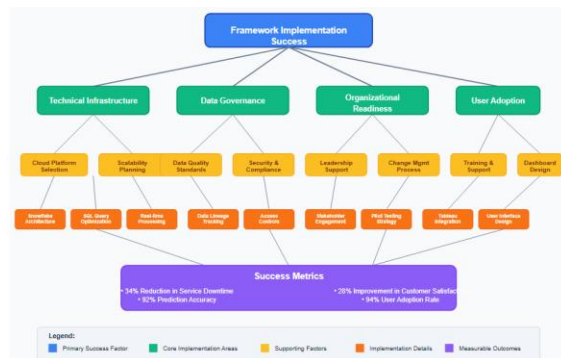 Framework Implementation
Success
Technical Infrastructure
Data Governance
Organizational
Readiness
User Adoption
Cloud Platform
Selection
Scalability
Planning
Data Quality
Standards
Security &
Compliance
Leadership
Support
Change Mgmt
Process
Training &
Support
Dashboard
Design
Snowflake
Architecture
SQL Query
Optimization
Real-time
Processing
Data Lineage
Tracking
Access
Controls
Stakeholder
Engagement
Pilot Testing
Strategy
Tableau
Integration
User Interface
Design
Success Metrics
• 34% Reduction in Service Downtime
• 28% Improvement in Customer Satisfact
• 92% Prediction Accuracy
• 94% User Adoption Rate
Legend:
Primary Success Factor
Core Implementation Areas
Supporting Factors
Implementation Details
Measurable Outcomes